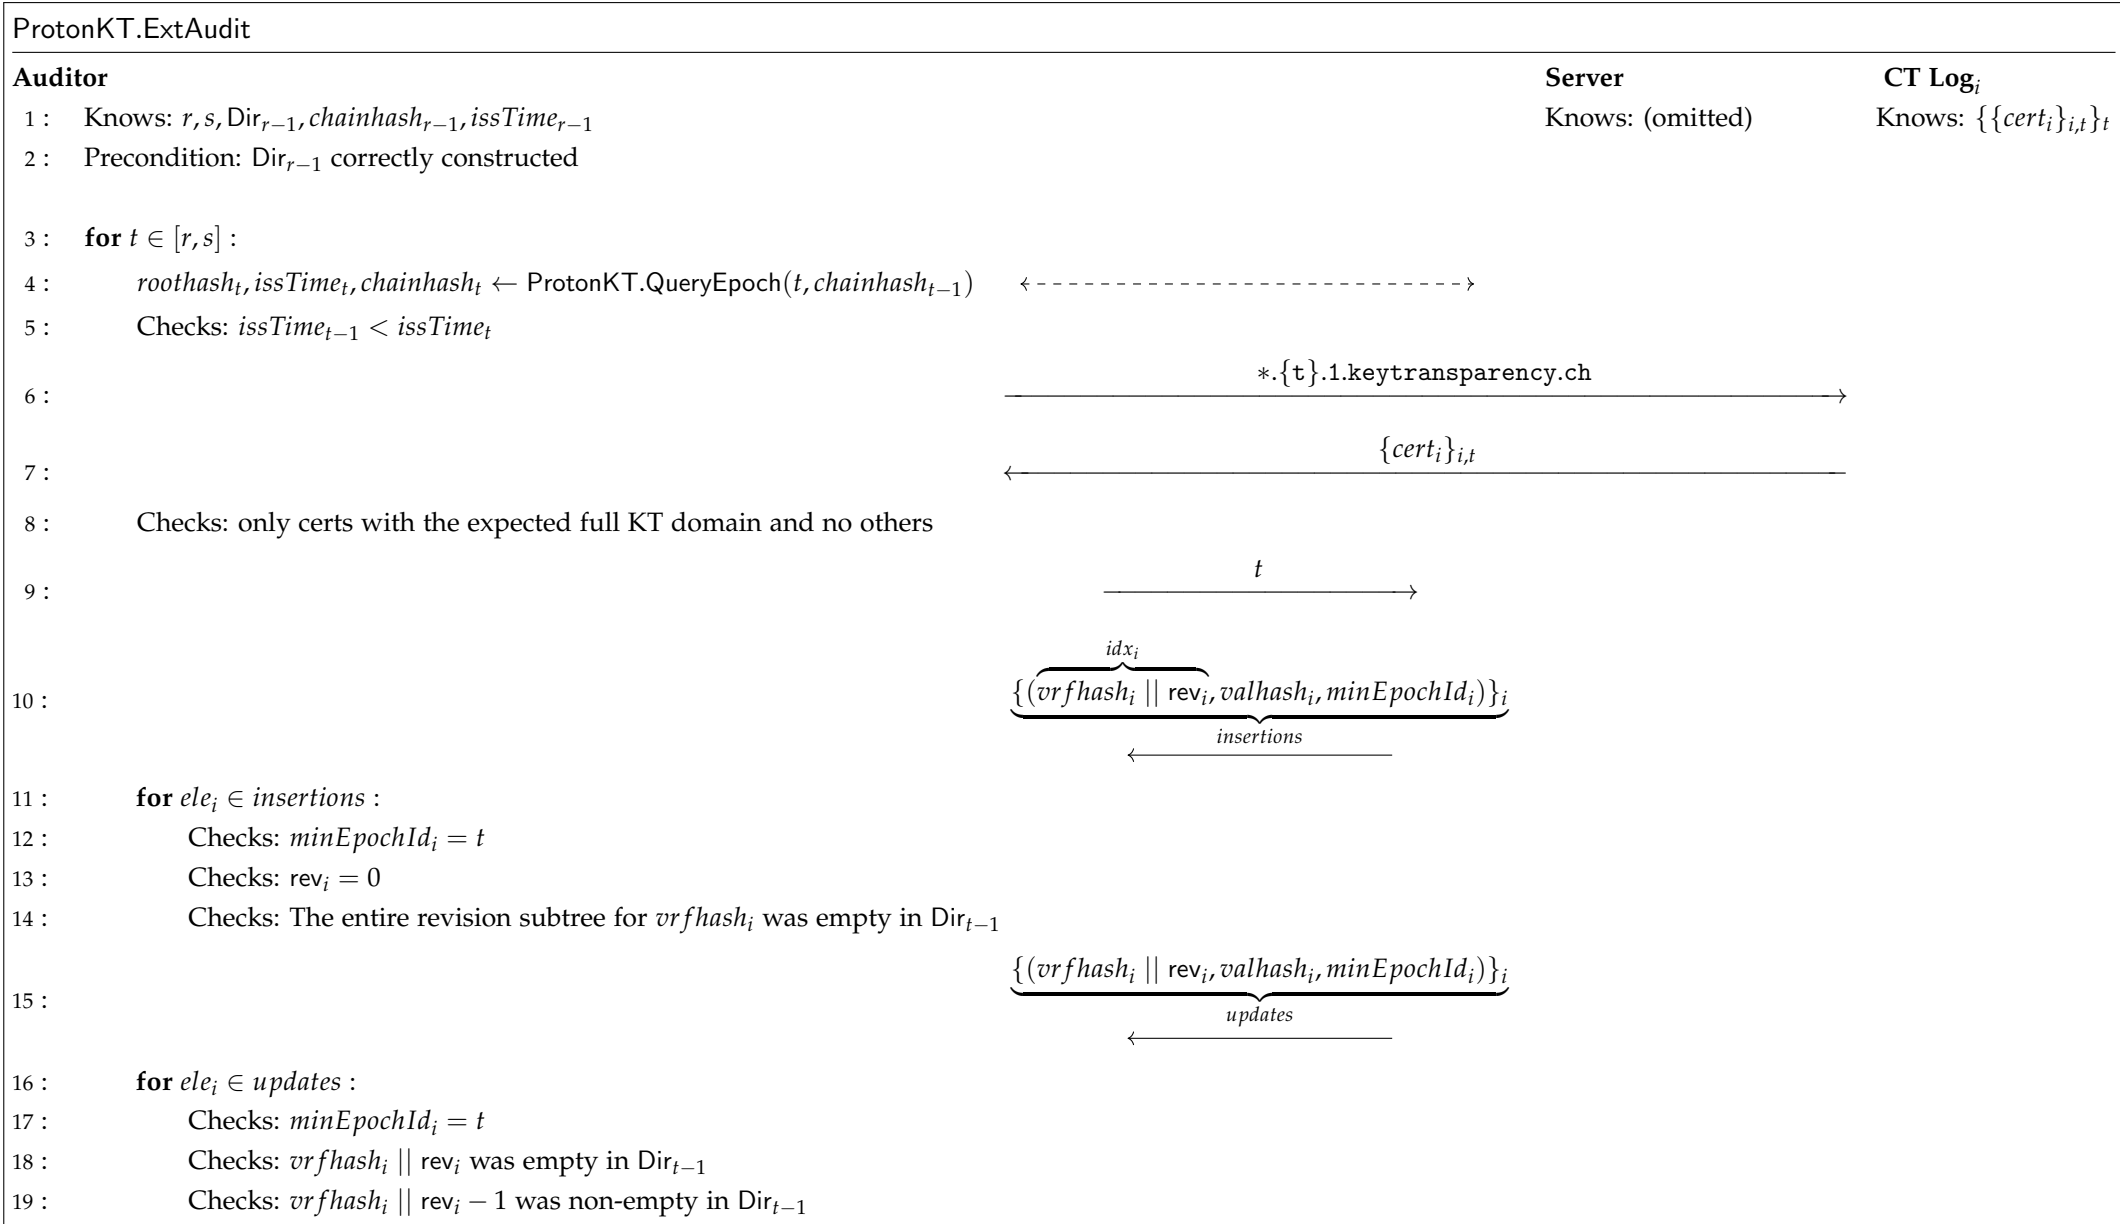 ProtonKT.ExtAudit
Auditor Server CT Log_i
1 : Knows: r, s, Dir_{r−1}, chainhash_{r−1}, issTime_{r−1} Knows: (omitted) Knows: {{cert_i}_{i,t}}_t
2 : Precondition: Dir_{r−1} correctly constructed
3 : for t ∈ [r, s] :
4 : roothash_t, issTime_t, chainhash_t ← ProtonKT.QueryEpoch(t, chainhash_{t−1})
5 : Checks: issTime_{t−1} < issTime_t
*.{t}.1.keytransparency.ch
6 :
{cert_i}_{i,t}
7 :
8 : Checks: only certs with the expected full KT domain and no others
t
9 :
idx_i
10 : {(vrfhash_i || rev_i, valhash_i, minEpochId_i)}_i
insertions
11 : for ele_i ∈ insertions :
12 : Checks: minEpochId_i = t
13 : Checks: rev_i = 0
14 : Checks: The entire revision subtree for vrfhash_i was empty in Dir_{t−1}
{(vrfhash_i || rev_i, valhash_i, minEpochId_i)}_i
15 :
updates
16 : for ele_i ∈ updates :
17 : Checks: minEpochId_i = t
18 : Checks: vrfhash_i || rev_i was empty in Dir_{t−1}
19 : Checks: vrfhash_i || rev_i − 1 was non-empty in Dir_{t−1}